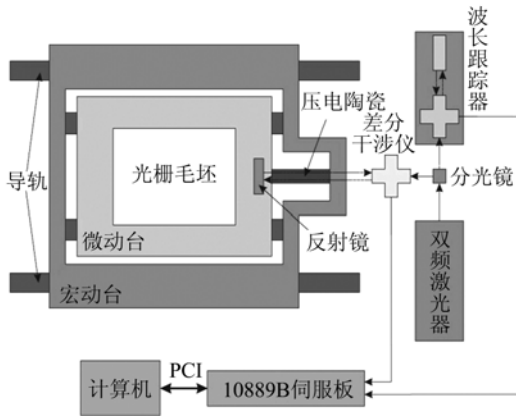 波长跟踪器
压电陶瓷
差分
干涉仪
光栅毛坯
导轨
分光镜
微动台
反射镜
双频激光器
宏动台
PCI
计算机
10889B伺服板